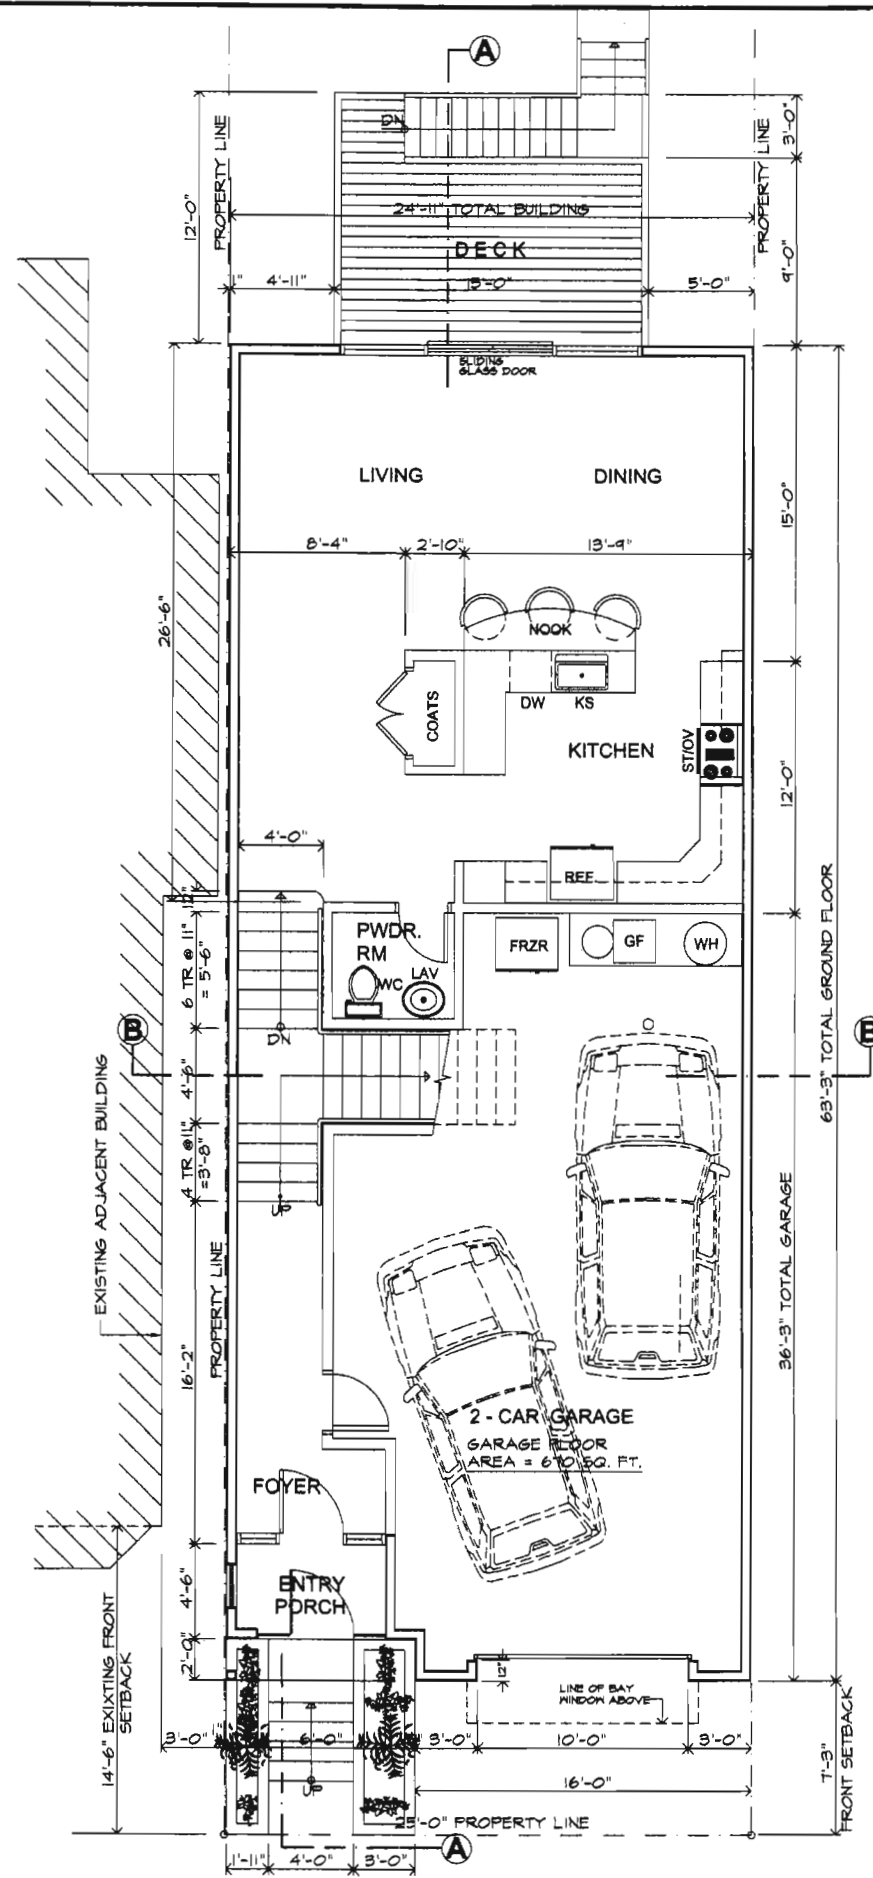 A
DN
3'-0"
PROPERTY LINE
PROPERTY LINE
12'-0"
24'-11" TOTAL BUILDING
DECK
9'-0"
1"
4'-11"
15'-0"
5'-0"
SLIDING
GLASS DOOR
LIVING
DINING
15'-0"
8'-4"
2'-10"
13'-9"
26'-6"
NOOK
DW
KS
COATS
KITCHEN
ST/OV
12'-0"
4'-0"
REF
63'-3" TOTAL GROUND FLOOR
12"
6 TR @ 11"
= 5'-6"
PWDR.
RM
WC
LAV
FRZR
GF
WH
B
DN
B
4'-6"
EXISTING ADJACENT BUILDING
4 TR @11"
=3'-8"
UP
PROPERTY LINE
36'-3" TOTAL GARAGE
16'-2"
2 - CAR GARAGE
GARAGE FLOOR
AREA = 670 SQ. FT.
FOYER
4'-6"
ENTRY
PORCH
14'-6" EXIXTING FRONT
SETBACK
2'-0"
12"
LINE OF BAY
WINDOW ABOVE
7'-3"
FRONT SETBACK
3'-0"
6'-0"
3'-0"
10'-0"
3'-0"
UP
16'-0"
25'-0" PROPERTY LINE
A
1'-11"
4'-0"
3'-0"